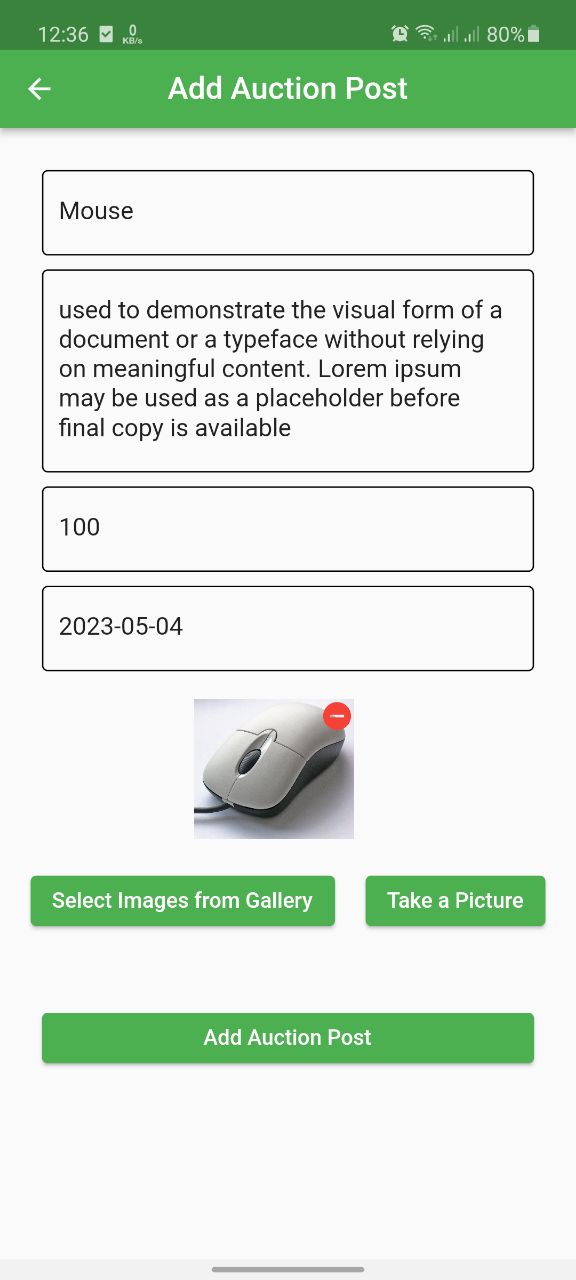 12:36 0 KB/s 80%
Add Auction Post
Mouse
used to demonstrate the visual form of a
document or a typeface without relying
on meaningful content. Lorem ipsum
may be used as a placeholder before
final copy is available
100
2023-05-04
Select Images from Gallery Take a Picture
Add Auction Post